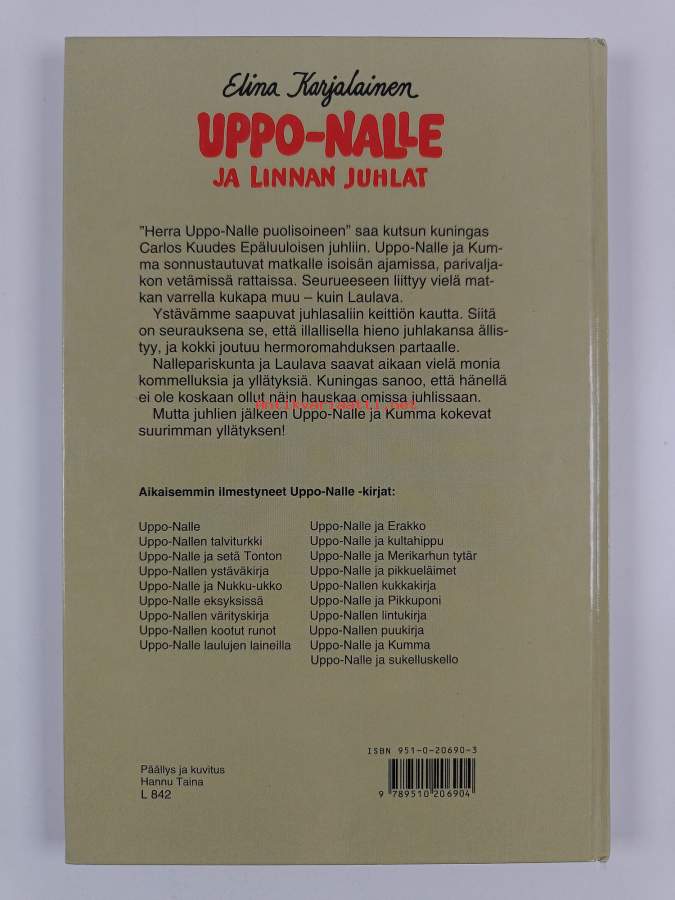 Elina Karjalainen
UPPO-NALLE
JA LINNAN JUHLAT
"Herra Uppo-Nalle puolisoineen" saa kutsun kuningas
Carlos Kuudes Epäluuloisen juhliin. Uppo-Nalle ja Kum-
ma sonnustautuvat matkalle isoisän ajamissa, parivalja-
kon vetämissä rattaissa. Seurueeseen liittyy vielä mat-
kan varrella kukapa muu – kuin Laulava.
Ystävämme saapuvat juhlasaliin keittiön kautta. Siitä
on seurauksena se, että illallisella hieno juhlakansa ällis-
tyy, ja kokki joutuu hermoromahduksen partaalle.
Nallepariskunta ja Laulava saavat aikaan vielä monia
kommelluksia ja yllätyksiä. Kuningas sanoo, että hänellä
ei ole koskaan ollut näin hauskaa omissa juhlissaan.
Antikvariaatti.net
Mutta juhlien jälkeen Uppo-Nalle ja Kumma kokevat
suurimman yllätyksen!
Aikaisemmin ilmestyneet Uppo-Nalle -kirjat:
Uppo-Nalle
Uppo-Nallen talviturkki
Uppo-Nalle ja setä Tonton
Uppo-Nallen ystäväkirja
Uppo-Nalle ja Nukku-ukko
Uppo-Nalle eksyksissä
Uppo-Nallen värityskirja
Uppo-Nallen kootut runot
Uppo-Nalle laulujen laineilla
Uppo-Nalle ja Erakko
Uppo-Nalle ja kultahippu
Uppo-Nalle ja Merikarhun tytär
Uppo-Nalle ja pikkueläimet
Uppo-Nallen kukkakirja
Uppo-Nalle ja Pikkuponi
Uppo-Nallen lintukirja
Uppo-Nallen puukirja
Uppo-Nalle ja Kumma
Uppo-Nalle ja sukelluskello
Päällys ja kuvitus
Hannu Taina
L 842
ISBN 951-0-20690-3
9 789510 206904